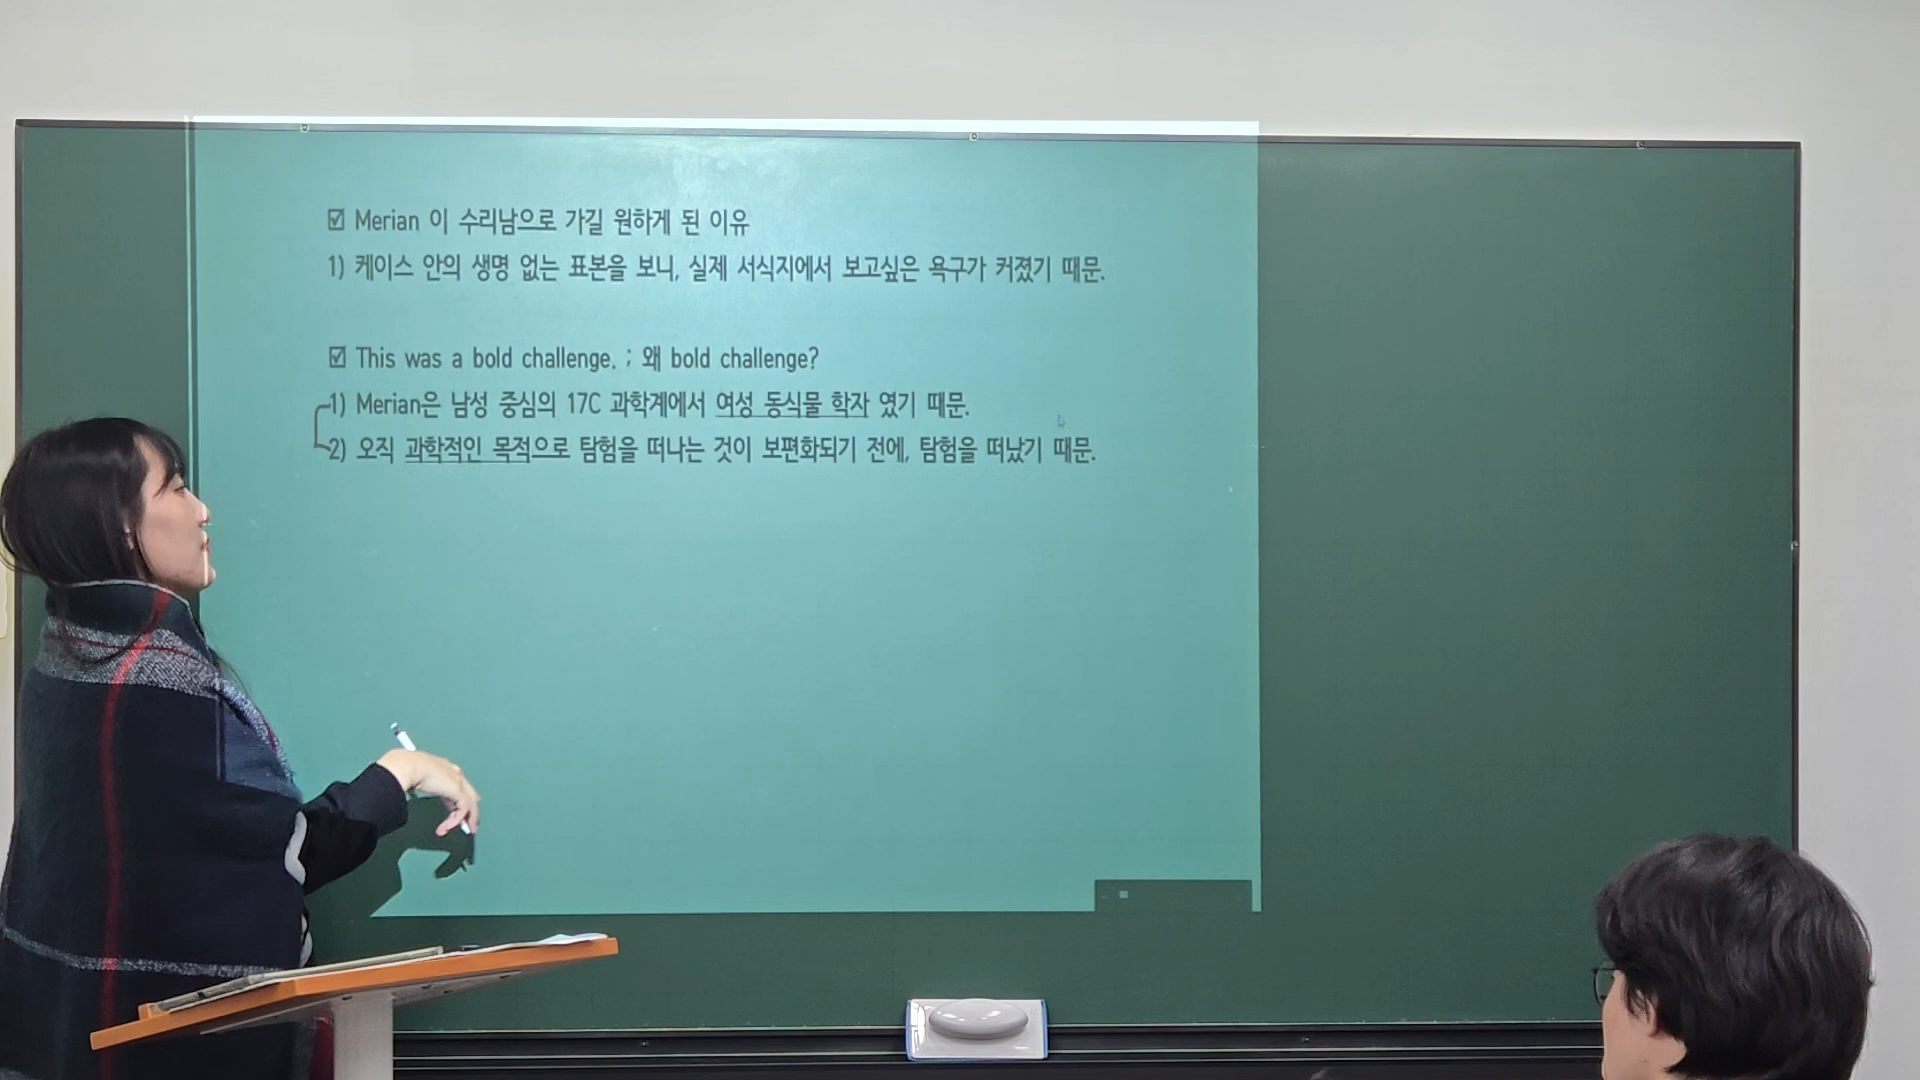 ☑ Merian 이 수리남으로 가길 원하게 된 이유
1) 케이스 안의 생명 없는 표본을 보니, 실제 서식지에서 보고싶은 욕구가 커졌기 때문.
☑ This was a bold challenge. ; 왜 bold challenge?
1) Merian은 남성 중심의 17C 과학계에서 여성 동식물 학자 였기 때문.
2) 오직 과학적인 목적으로 탐험을 떠나는 것이 보편화되기 전에, 탐험을 떠났기 때문.